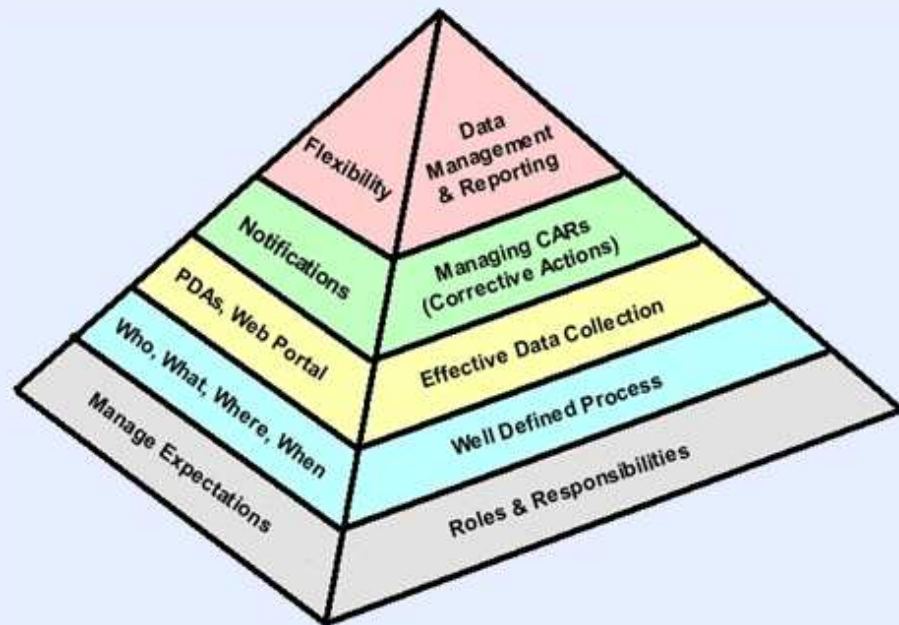 Flexibility
Data
Management
& Reporting
Notifications
Managing CARs
(Corrective Actions)
PDAs, Web Portal
Effective Data Collection
Who, What, Where, When
Well Defined Process
Manage Expectations
Roles & Responsibilities